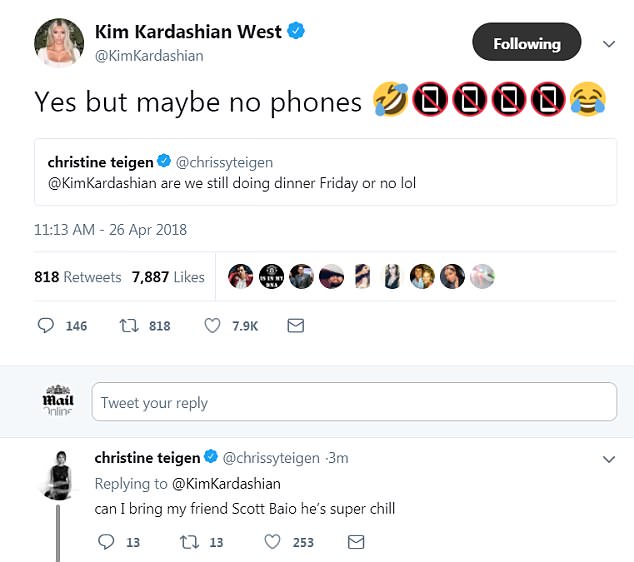 Kim Kardashian West
@KimKardashian
Following
Yes but maybe no phones 🤣📵📵📵📵😂
christine teigen @chrissyteigen
@KimKardashian are we still doing dinner Friday or no lol
11:13 AM - 26 Apr 2018
818 Retweets 7,887 Likes
146 818 7.9K
Mail
Online
Tweet your reply
christine teigen @chrissyteigen ·3m
Replying to @KimKardashian
can I bring my friend Scott Baio he's super chill
13 13 253